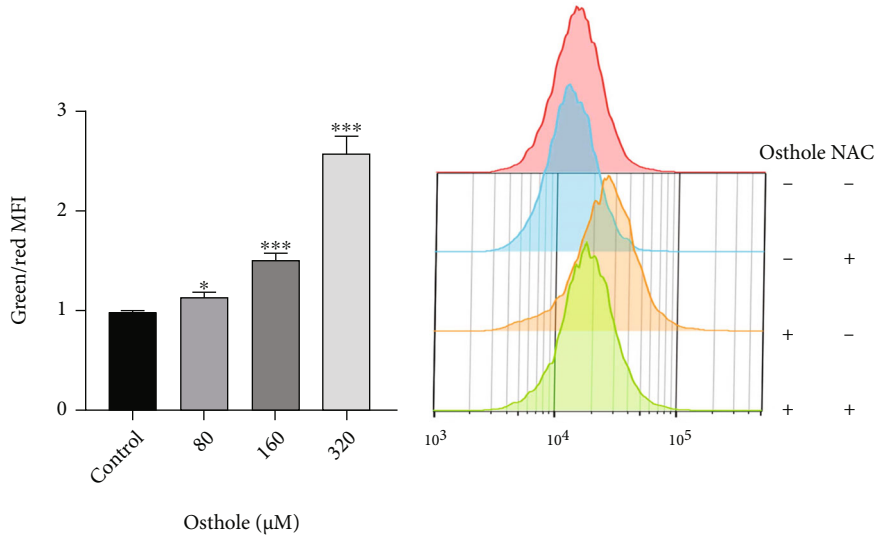 Green/red MFI
3
2
1
0
***
***
*
Control
80
160
320
Osthole (μM)
Osthole NAC
– –
– +
+ –
+ +
10³ 10⁴ 10⁵